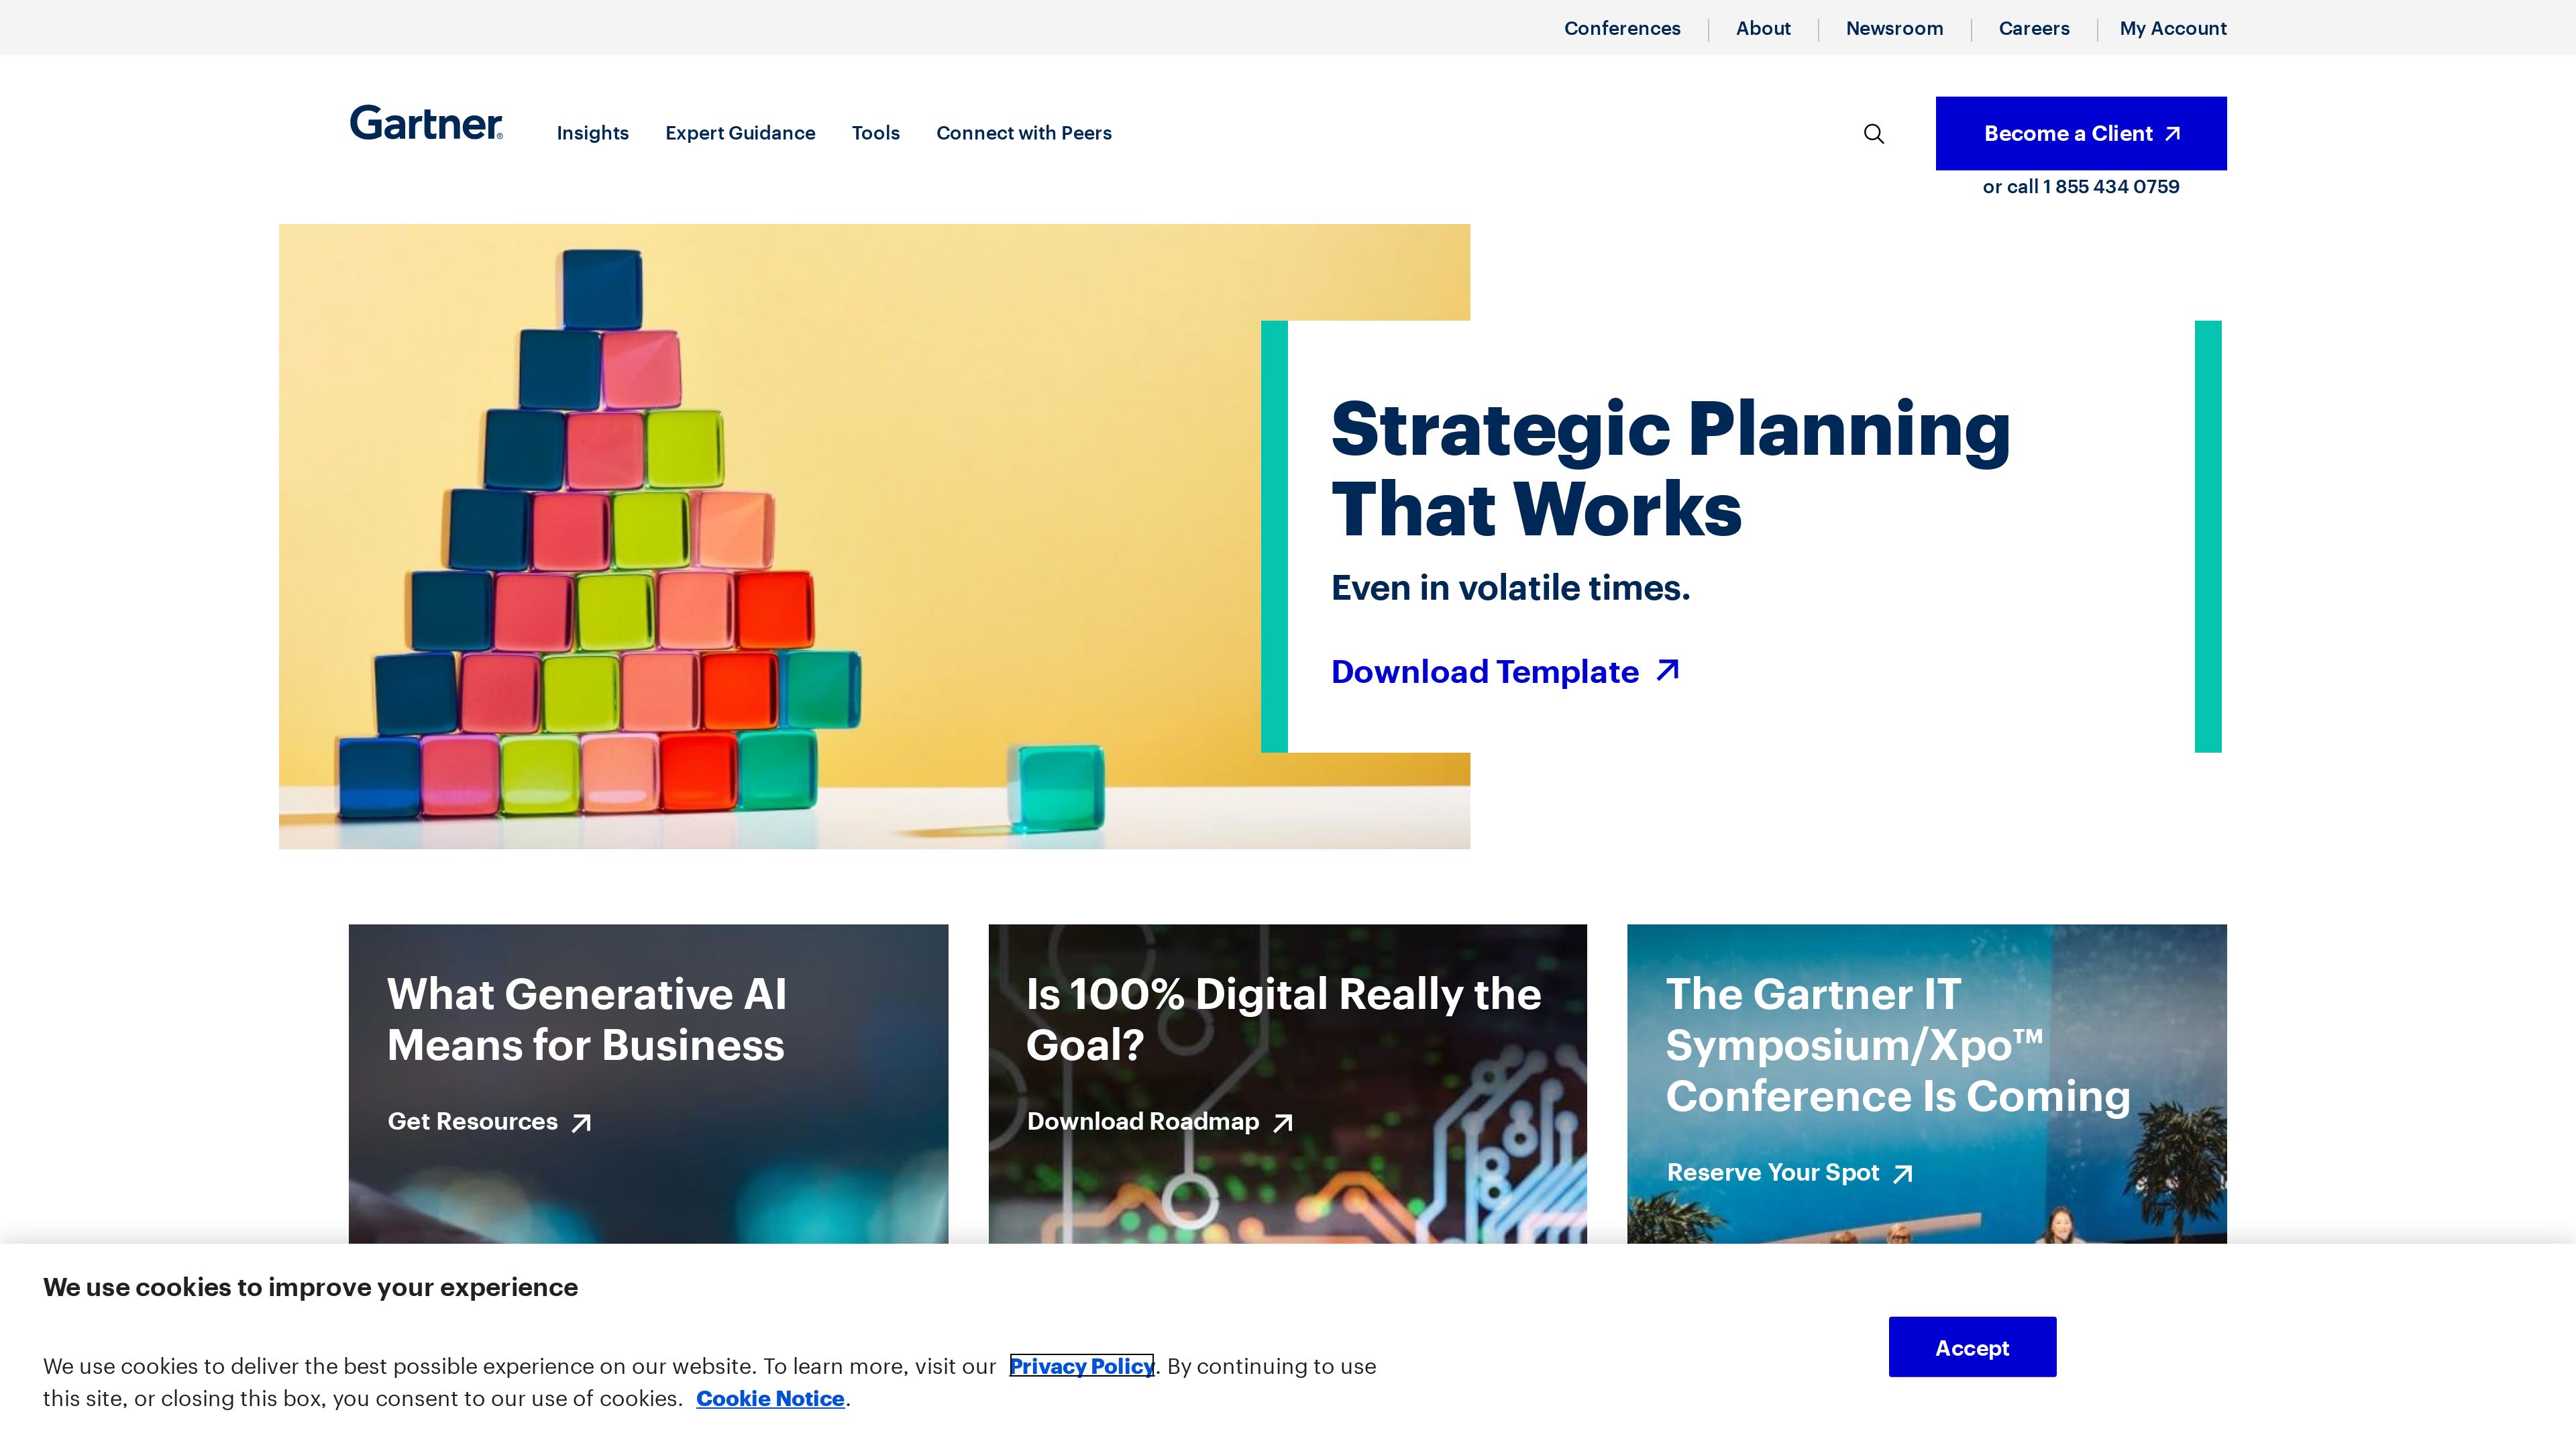 Conferences
About
Newsroom
Careers
My Account
Gartner®
Insights
Expert Guidance
Tools
Connect with Peers
Become a Client
or call 1 855 434 0759
Strategic Planning
That Works
Even in volatile times.
Download Template
What Generative AI
Means for Business
Get Resources
Is 100% Digital Really the
Goal?
Download Roadmap
The Gartner IT
Symposium/Xpo™
Conference Is Coming
Reserve Your Spot
We use cookies to improve your experience
We use cookies to deliver the best possible experience on our website. To learn more, visit our Privacy Policy. By continuing to use
this site, or closing this box, you consent to our use of cookies. Cookie Notice.
Accept